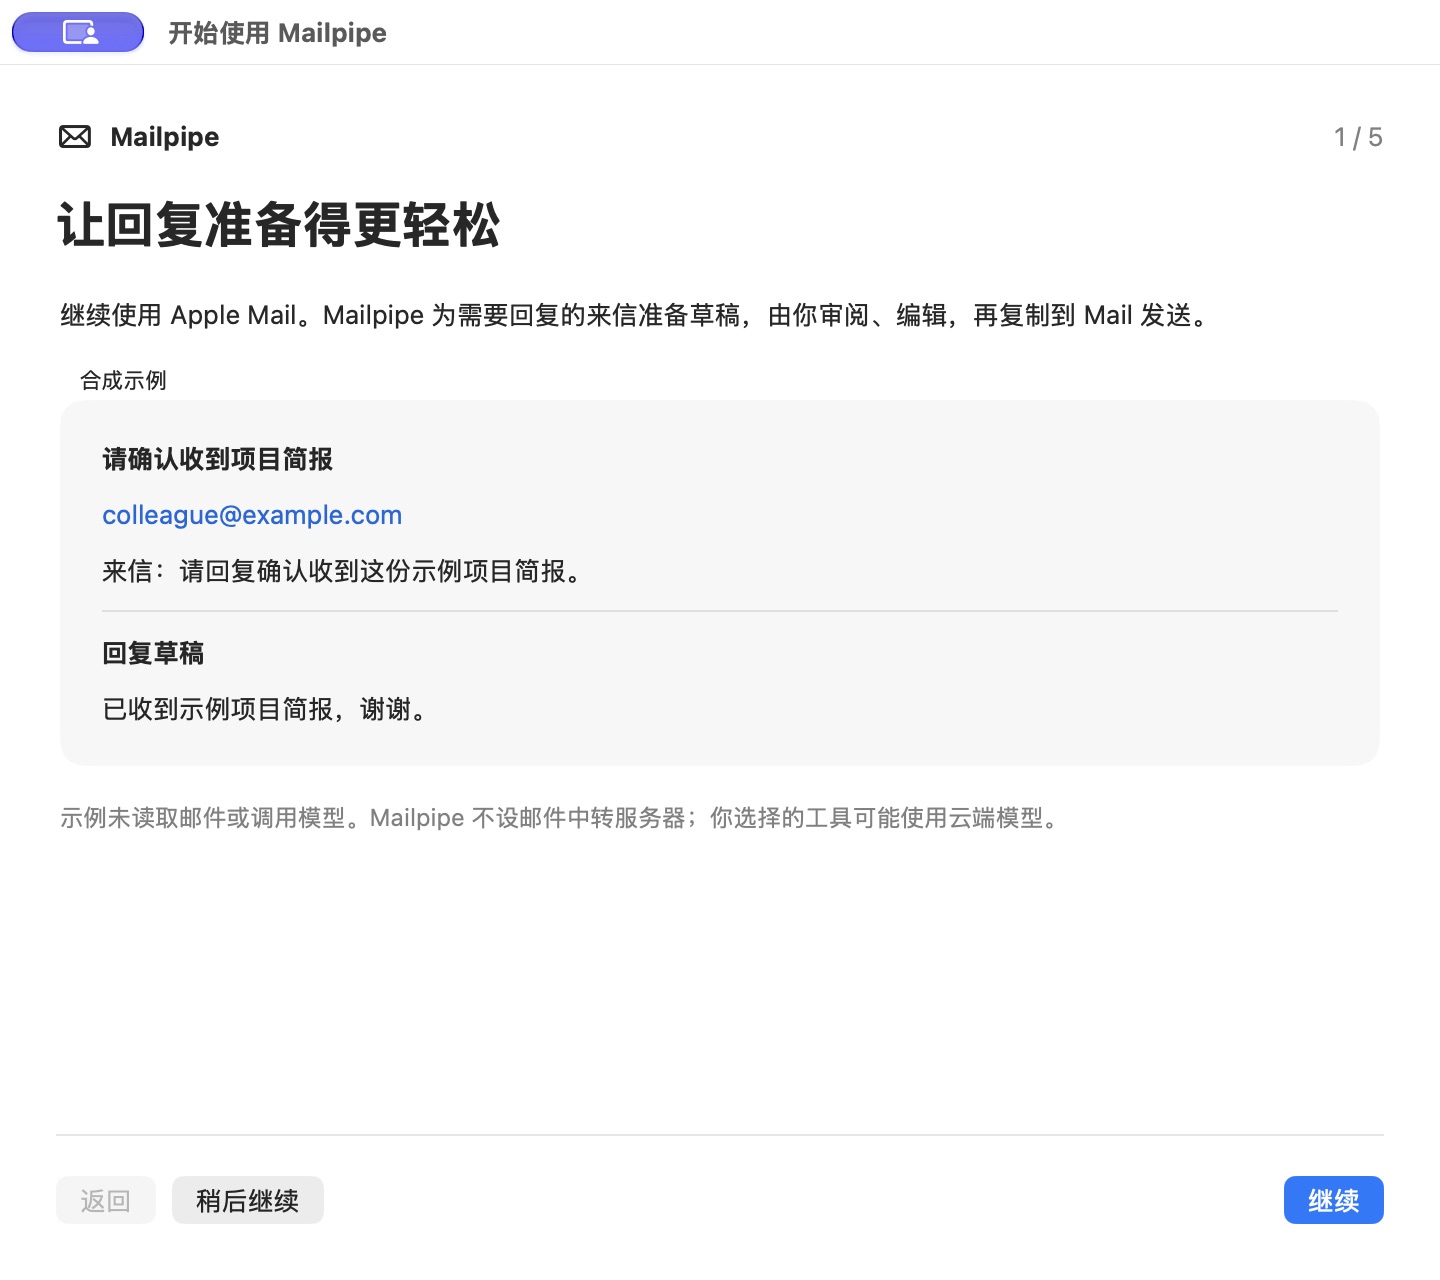 开始使用 Mailpipe
Mailpipe
1 / 5
让回复准备得更轻松
继续使用 Apple Mail。Mailpipe 为需要回复的来信准备草稿，由你审阅、编辑，再复制到 Mail 发送。
合成示例
请确认收到项目简报
colleague@example.com
来信：请回复确认收到这份示例项目简报。
回复草稿
已收到示例项目简报，谢谢。
示例未读取邮件或调用模型。Mailpipe 不设邮件中转服务器；你选择的工具可能使用云端模型。
返回
稍后继续
继续